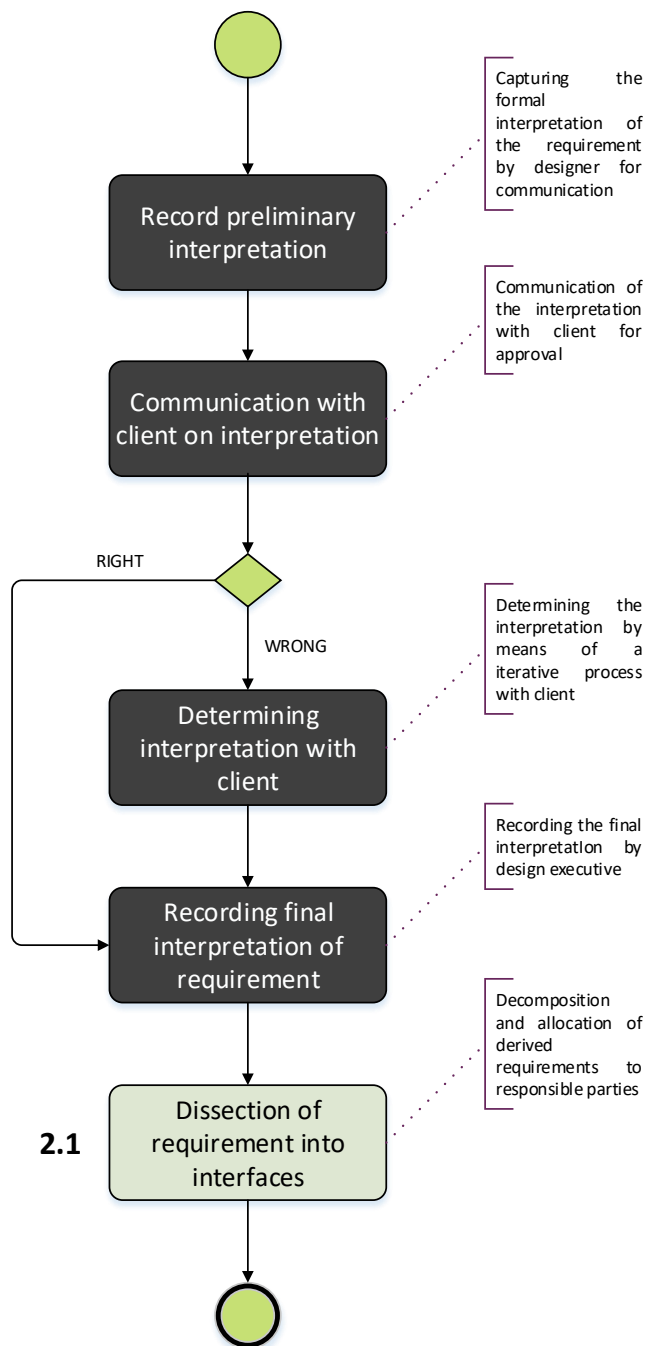 Capturing the
formal
interpretation of
the requirement
by designer for
communication
Record preliminary
interpretation
Communication of
the interpretation
with client for
approval
Communication with
client on interpretation
RIGHT
WRONG
Determining the
interpretation by
means of a
iterative process
with client
Determining
interpretation with
client
Recording the final
interpretation by
design executive
Recording final
interpretation of
requirement
Decomposition
and allocation of
derived
requirements to
responsible parties
2.1
Dissection of
requirement into
interfaces